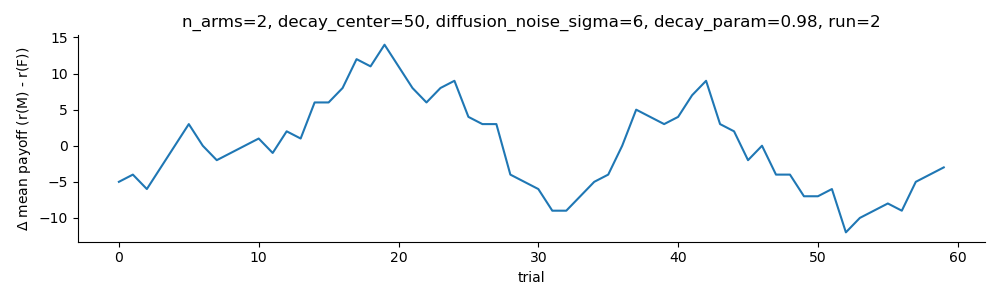 n_arms=2, decay_center=50, diffusion_noise_sigma=6, decay_param=0.98, run=2
Δ mean payoff (r(M) - r(F))
15
10
5
0
−5
−10
0 10 20 30 40 50 60
trial